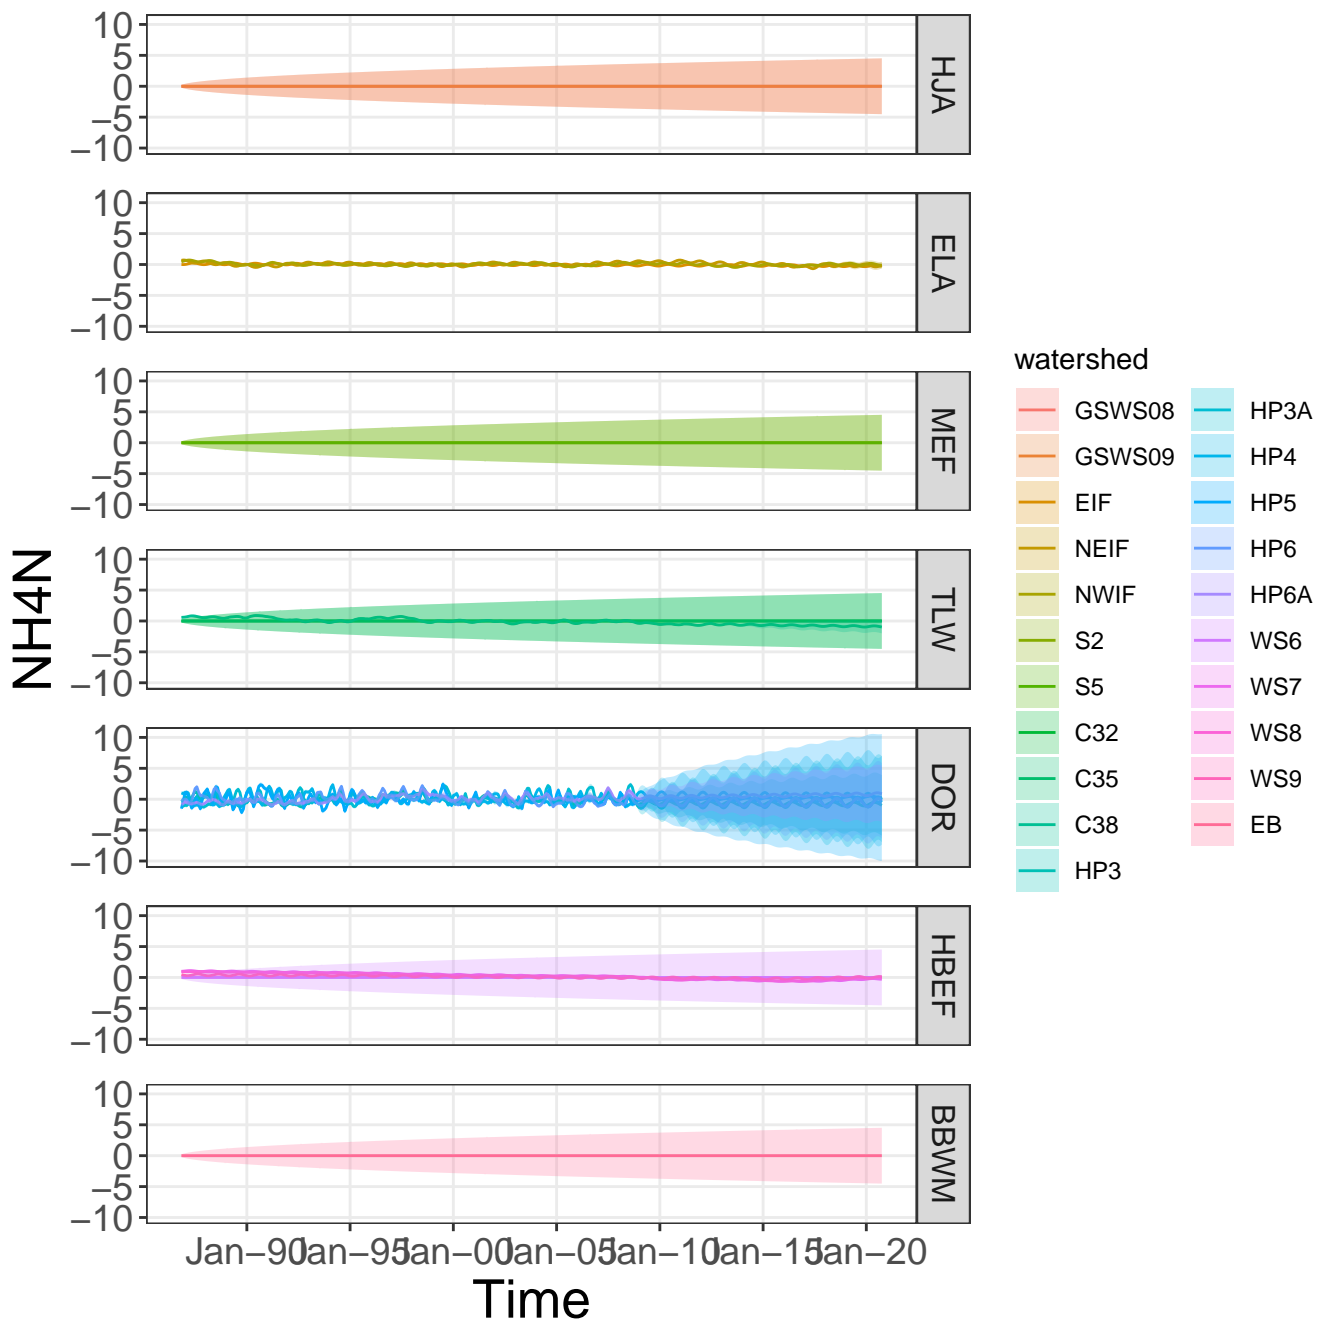 10
5
0
−5
−10
HJA
10
5
0
−5
−10
ELA
10
5
0
−5
−10
MEF
10
5
0
−5
−10
TLW
10
5
0
−5
−10
DOR
10
5
0
−5
−10
HBEF
10
5
0
−5
−10
BBWM
NH4N
Jan−90 Jan−95 Jan−00 Jan−05 Jan−10 Jan−15 Jan−20
Time
watershed
GSWS08
GSWS09
EIF
NEIF
NWIF
S2
S5
C32
C35
C38
HP3
HP3A
HP4
HP5
HP6
HP6A
WS6
WS7
WS8
WS9
EB